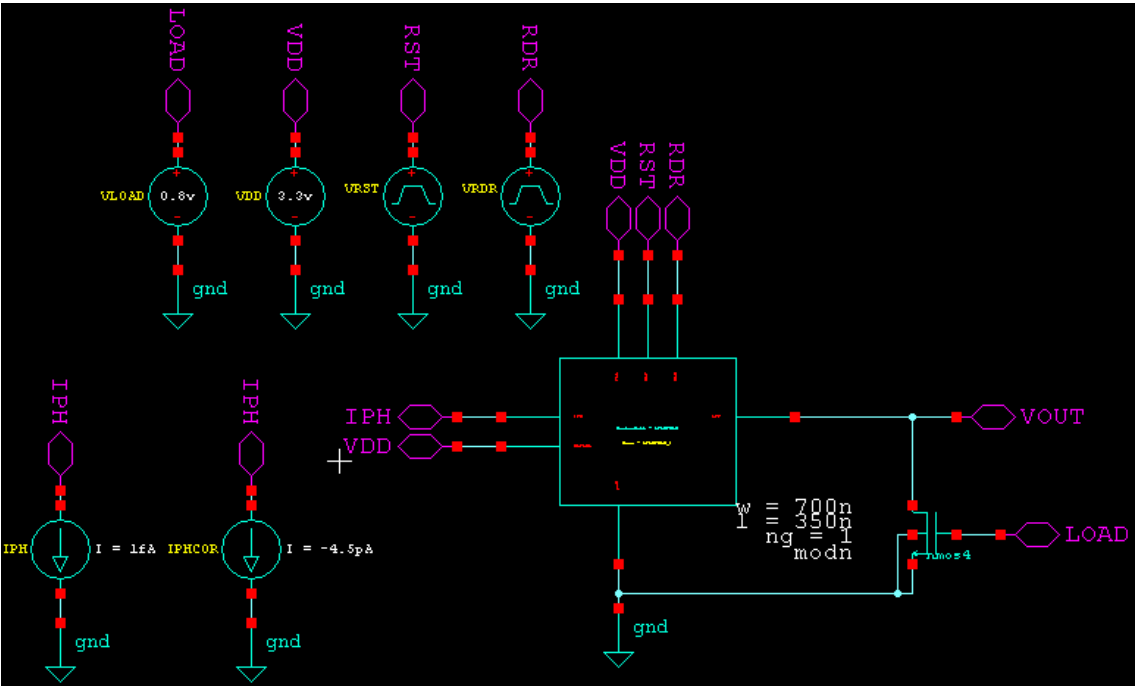 LOAD
VDD
RST
RDR
VLOAD
0.8v
VDD
3.3v
VRST
VRDR
gnd
gnd
gnd
gnd
VDD
RST
RDR
IPH
IPH
IPH
VDD
VOUT
w = 700n
l = 350n
ng = 1
modn
LOAD
nmos4
IPH
I = 1fA
IPHCOR
I = -4.5pA
gnd
gnd
gnd